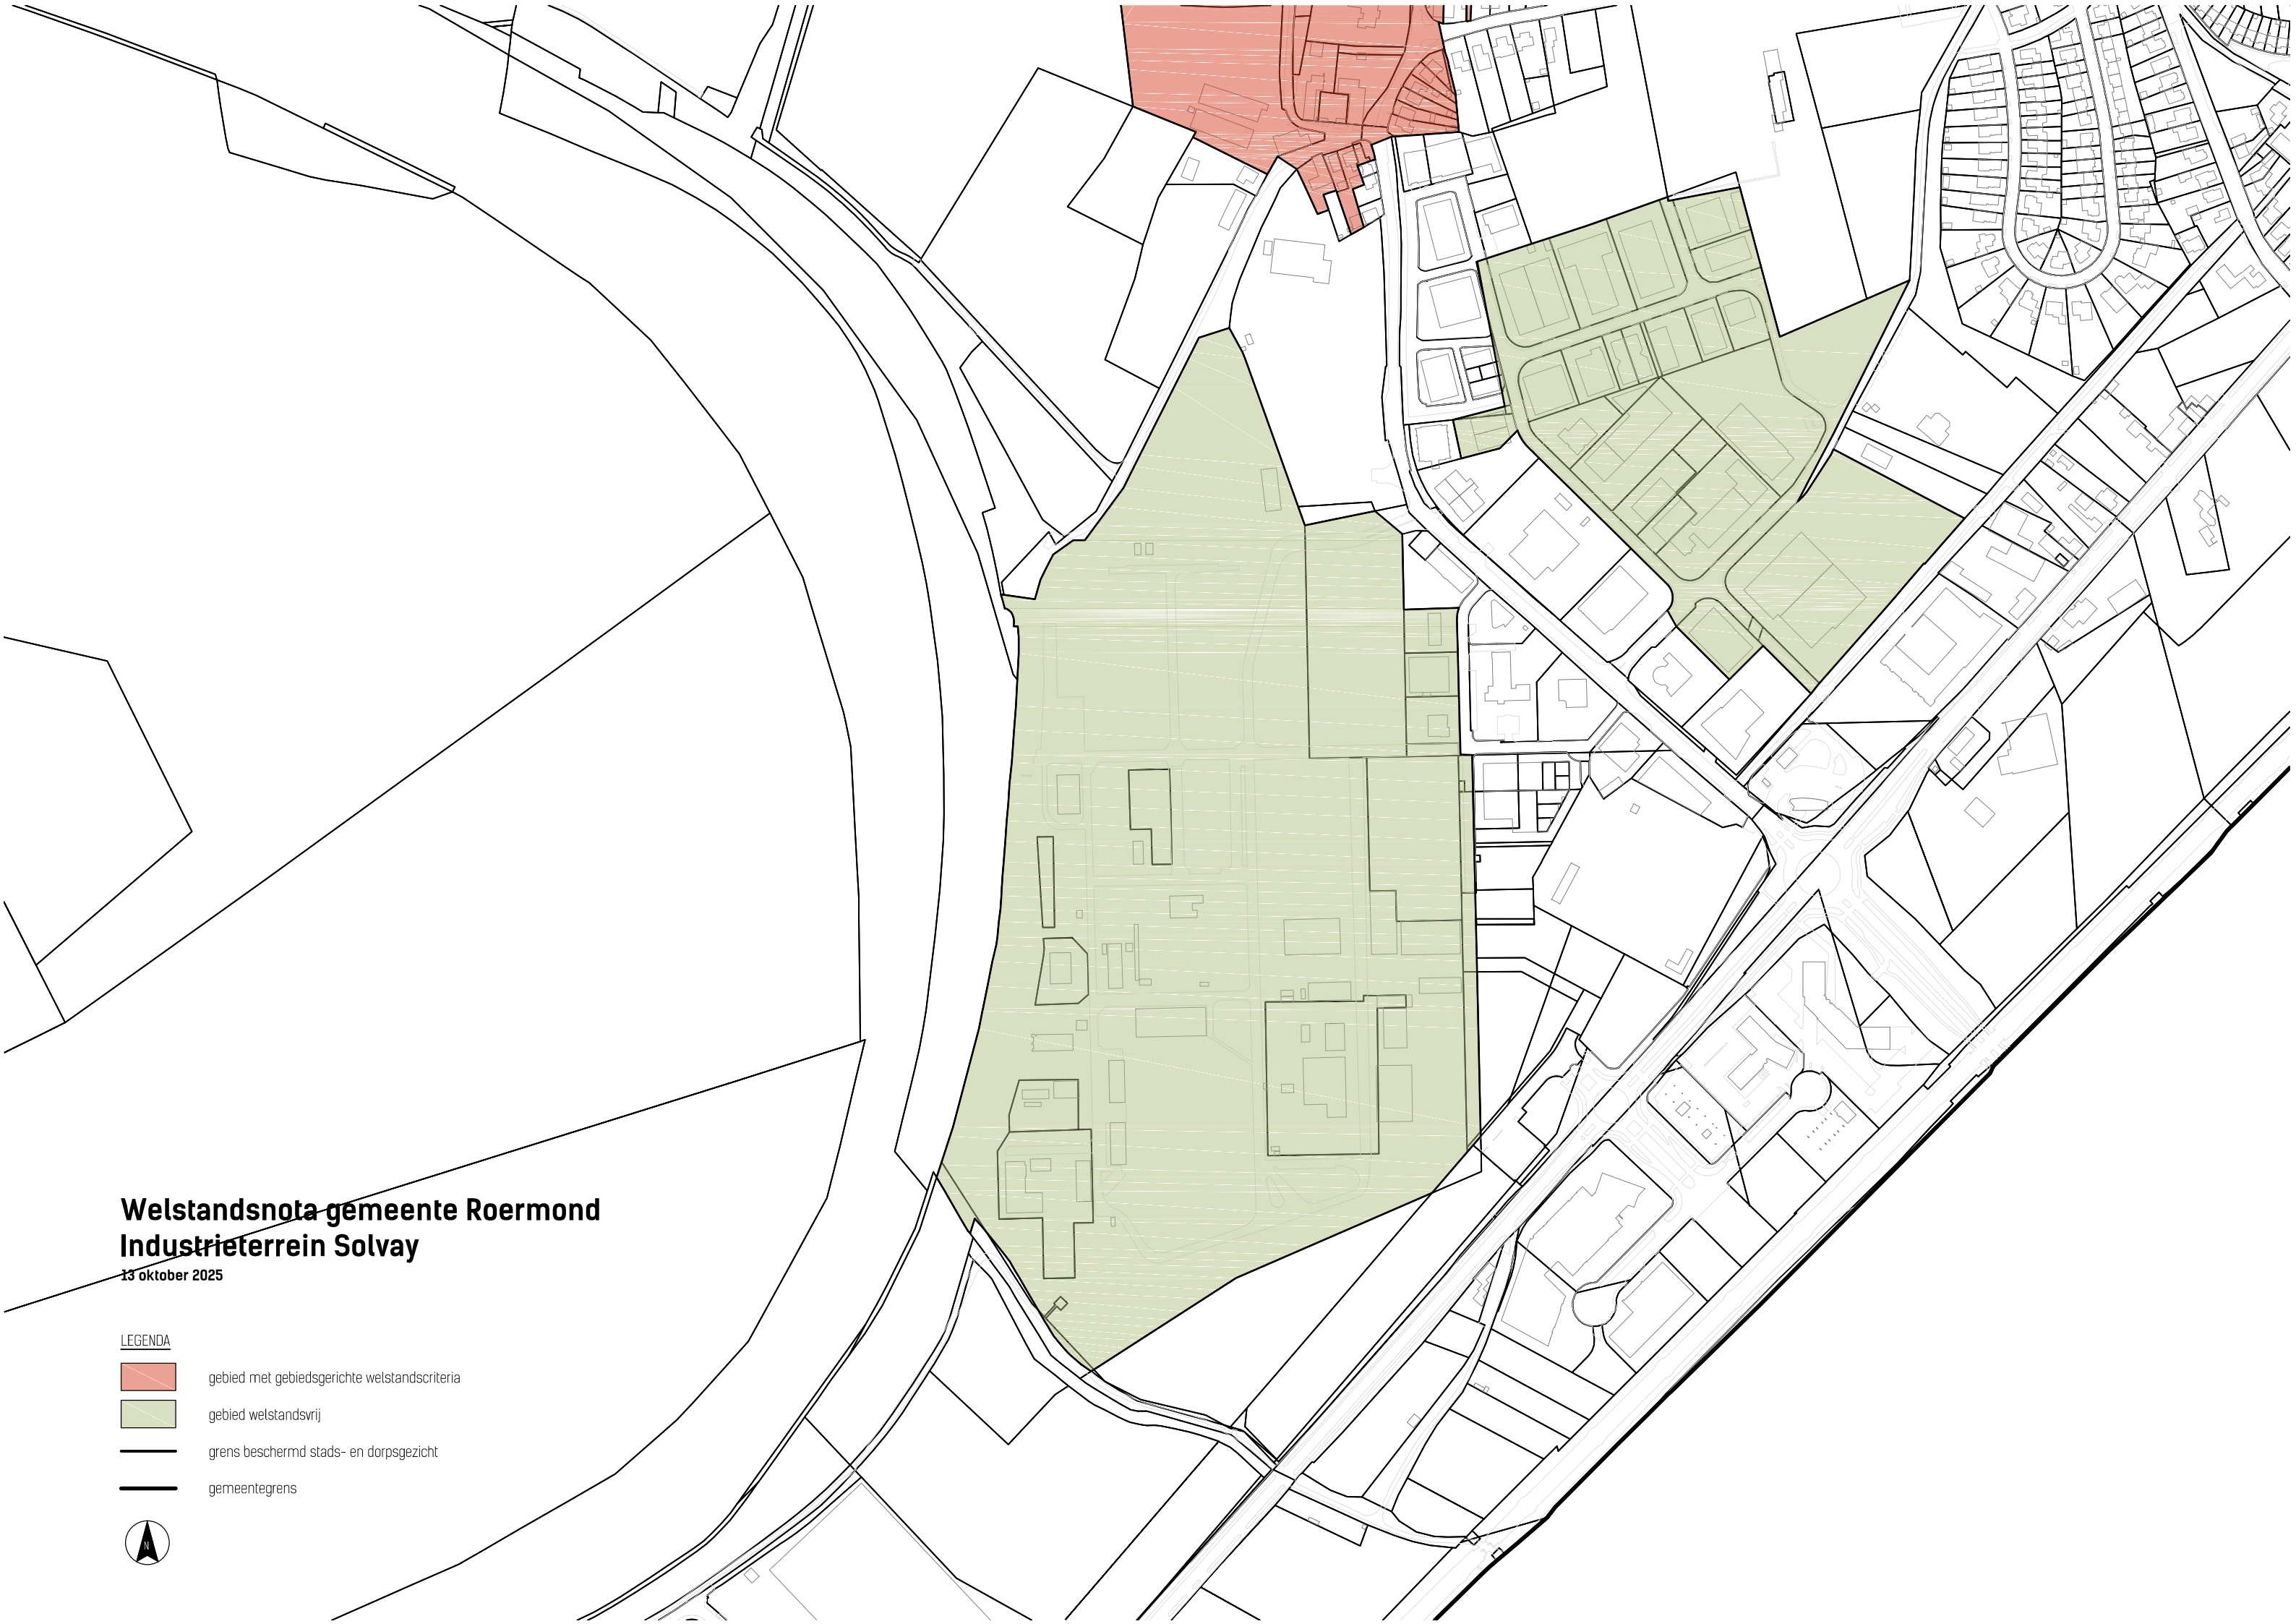 Welstandsnota gemeente Roermond
Industrieterrein Solvay
13 oktober 2025
LEGENDA
gebied met gebiedsgerichte welstandscriteria
gebied welstandsvrij
grens beschermd stads- en dorpsgezicht
gemeentegrens
N